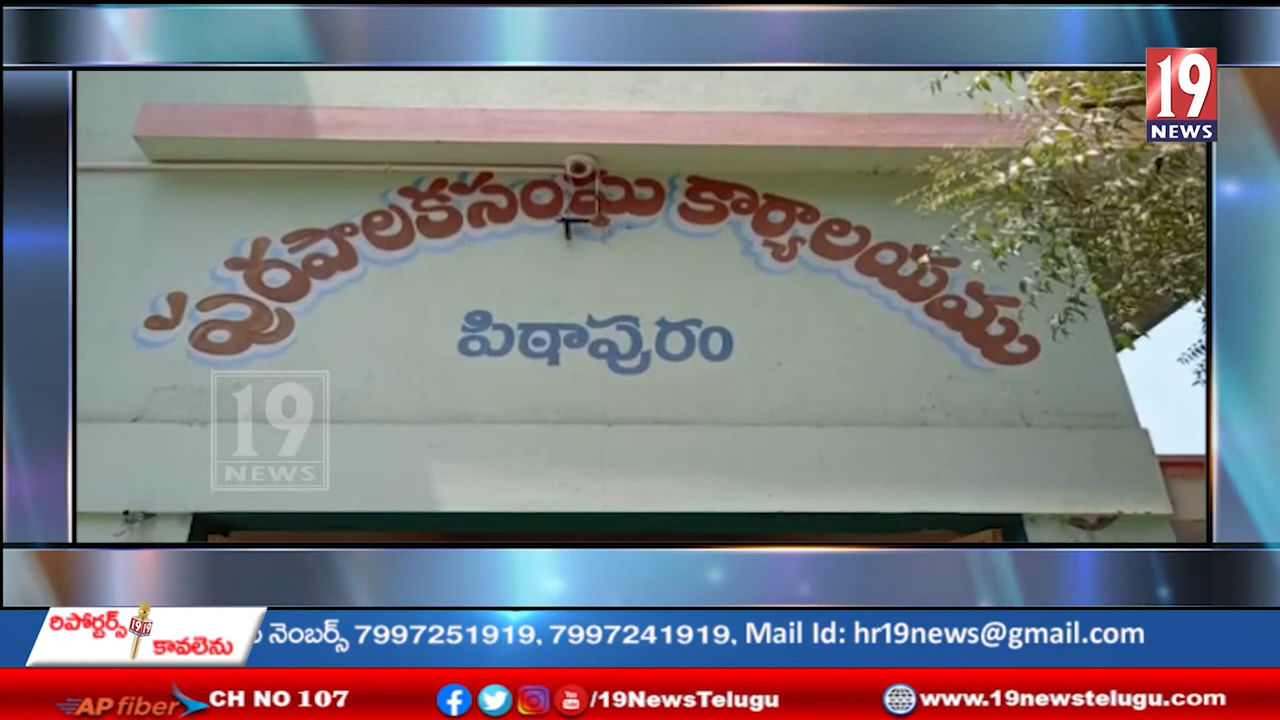 19
NEWS
పురపాలకసంఘ కార్యాలయము
పిఠాపురం
19
NEWS
రిపోర్టర్స్
1919
కావలెను
నెంబర్స్ 7997251919, 7997241919, Mail Id: hr19news@gmail.com
AP fiber CH NO 107
/19NewsTelugu
www.19newstelugu.com